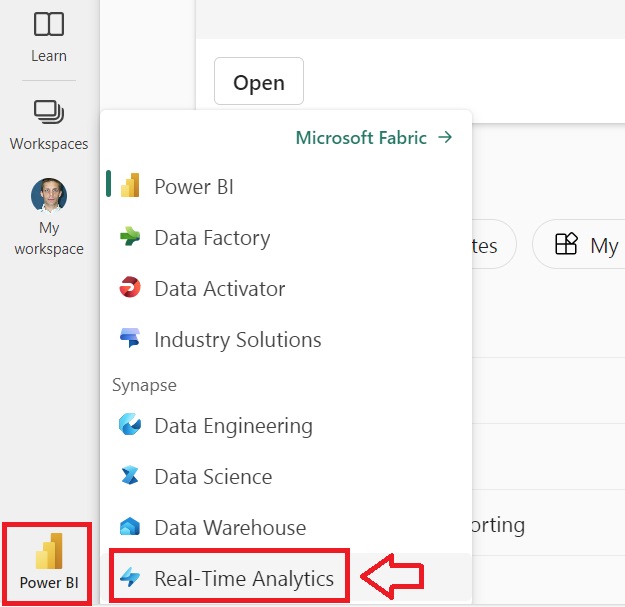 Learn
Workspaces
My
workspace
Power BI
Open
Microsoft Fabric
Power BI
Data Factory
Data Activator
Industry Solutions
Synapse
Data Engineering
Data Science
Data Warehouse
Real-Time Analytics
tes
My
orting